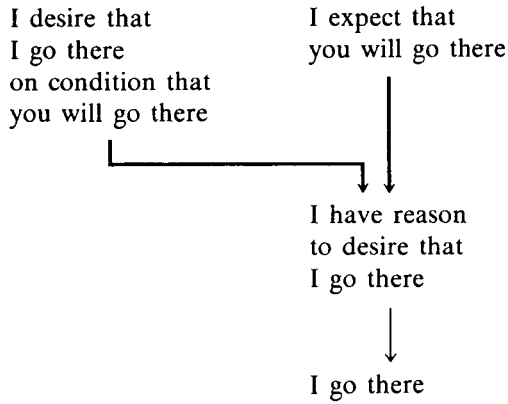 I desire that
I go there
on condition that
you will go there
I expect that
you will go there
I have reason
to desire that
I go there
I go there